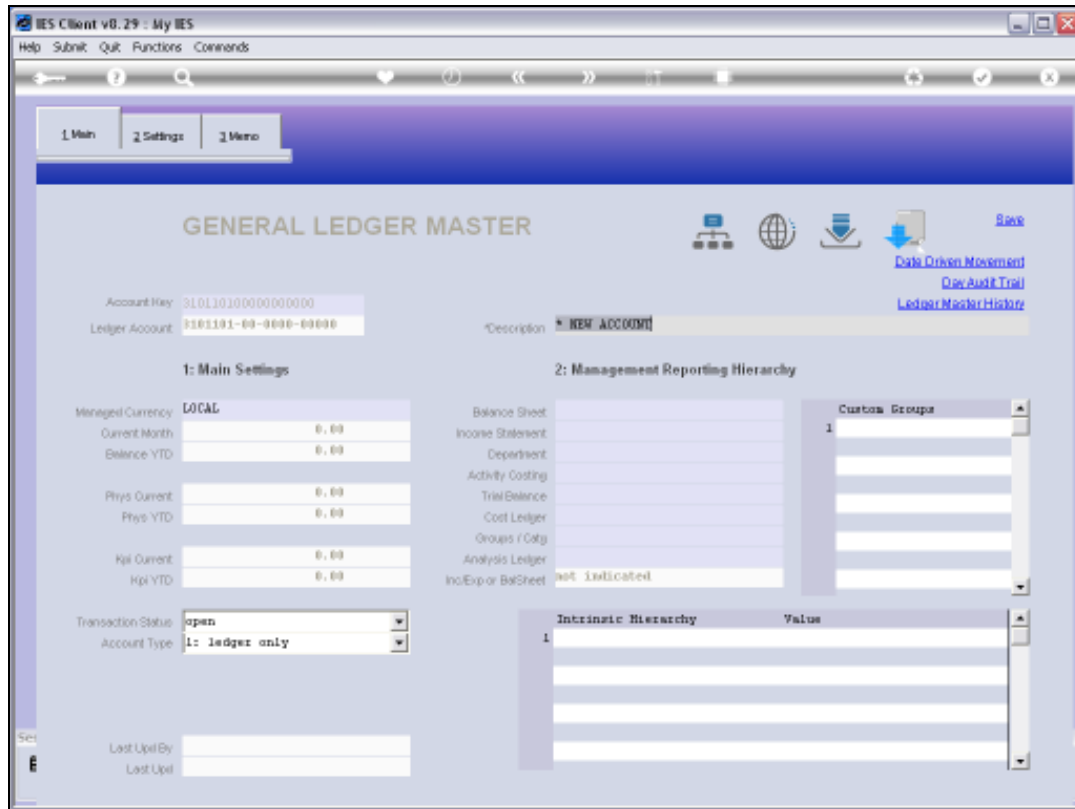 IES Client v8.29 : My IES
Help Submit Quit Functions Commands
1 Main 2 Settings 3 Memo
GENERAL LEDGER MASTER
Save
Date Driven Movement
Day Audit Trail
Ledger Master History
Account Key 310110100000000000
Ledger Account 3101101-00-0000-00000
*Description * NEW ACCOUNT
1: Main Settings 2: Management Reporting Hierarchy
Managed Currency LOCAL Balance Sheet Custom Groups
Current Month 0.00 Income Statement 1
Balance YTD 0.00 Department
Activity Costing
Phys Current 0.00 Trial Balance
Phys YTD 0.00 Cost Ledger
Groups / Catg
Kpi Current 0.00 Analysis Ledger
Kpi YTD 0.00 Inc/Exp or BalSheet not indicated
Transaction Status open Intrinsic Hierarchy Value
Account Type 1: ledger only 1
Last Upd By
Last Upd